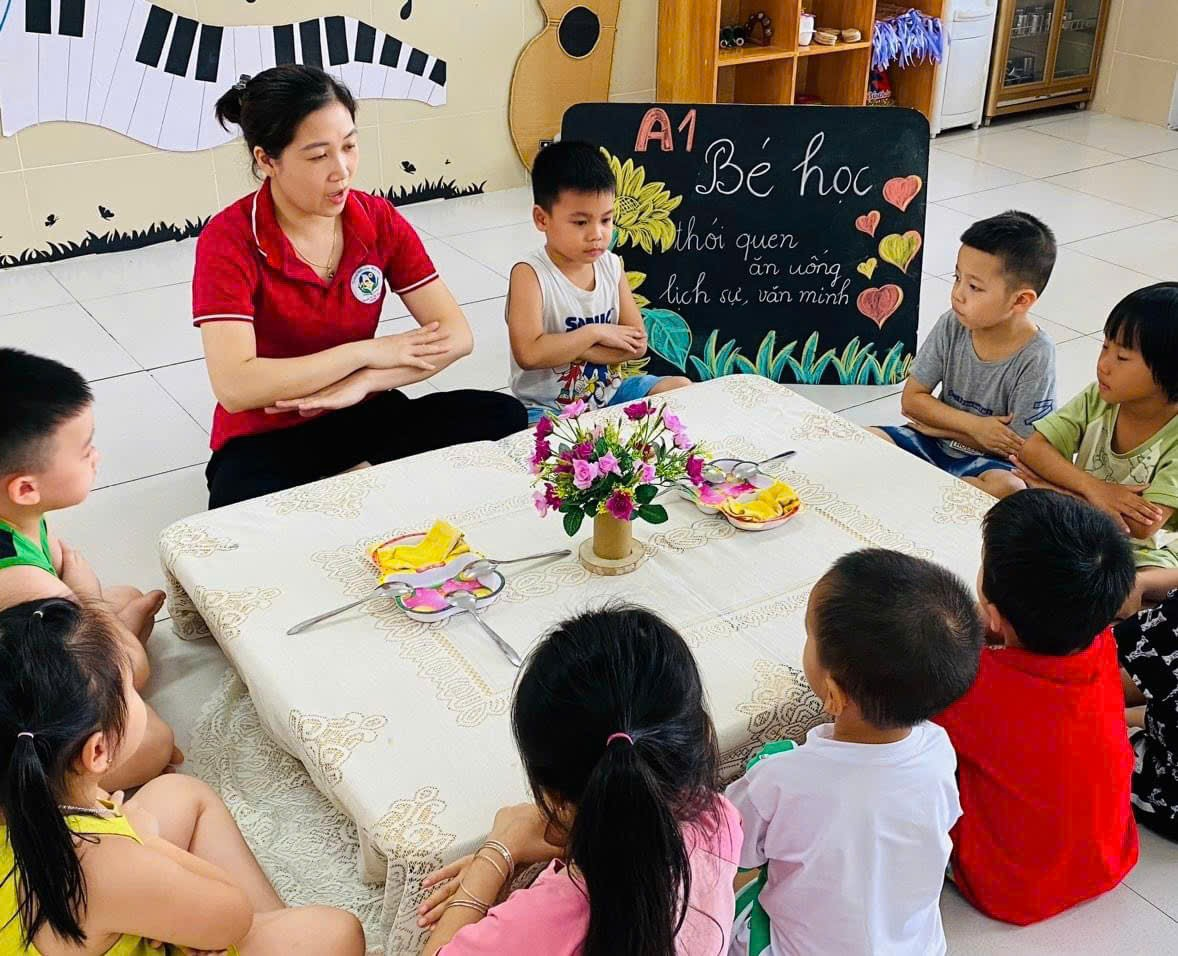 A1
Bé học
thói quen
ăn uống
lịch sự, văn minh